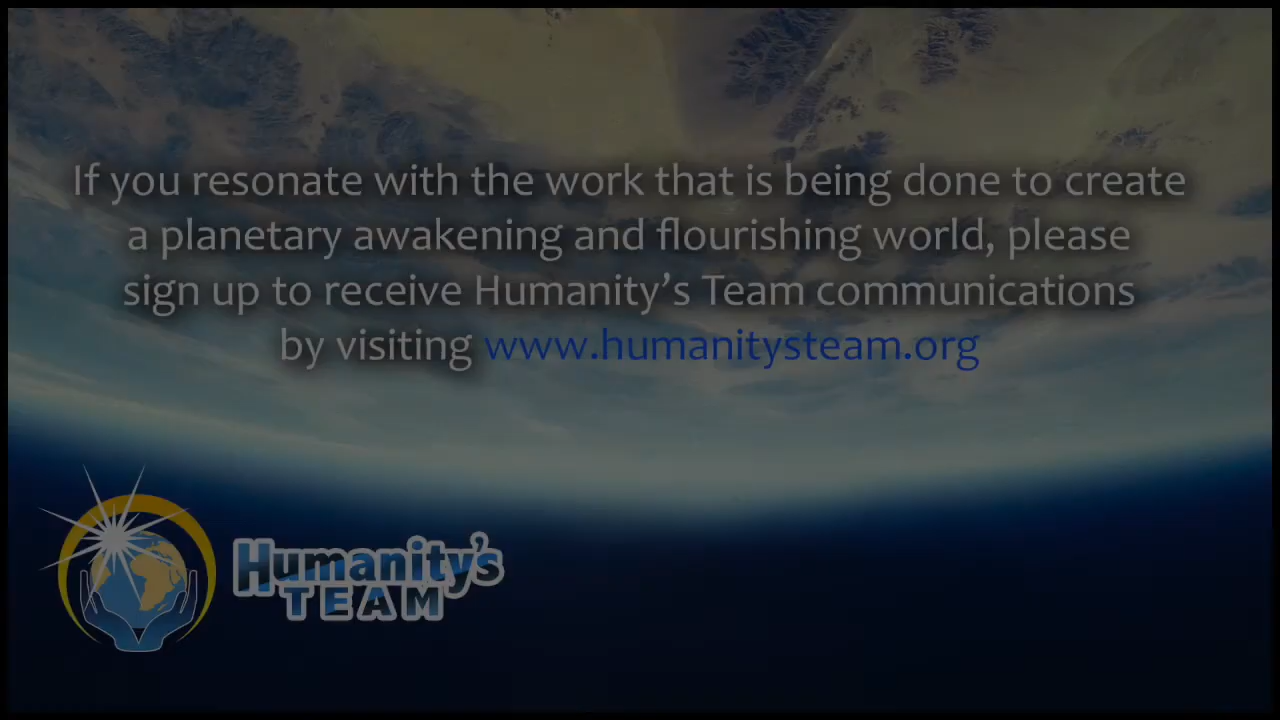 If you resonate with the work that is being done to create
a planetary awakening and flourishing world, please
sign up to receive Humanity’s Team communications
by visiting www.humanitysteam.org
Humanity's
TEAM